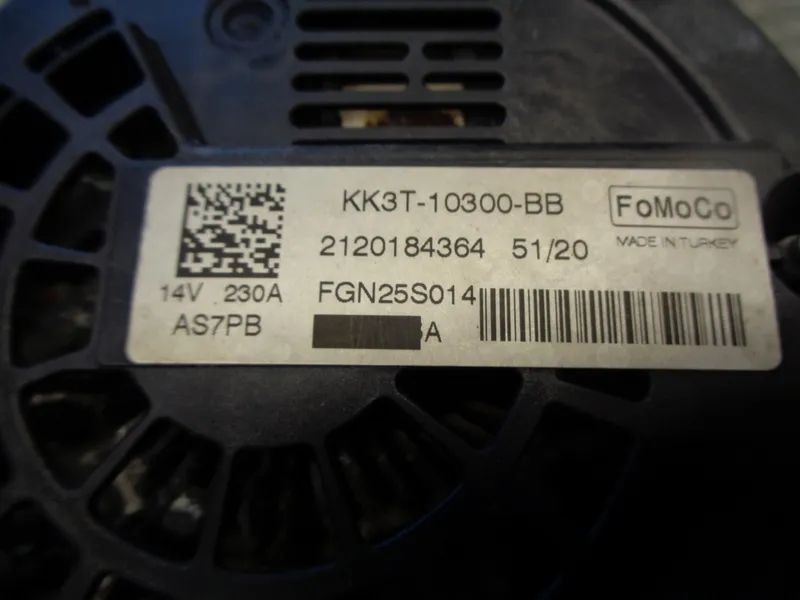 KK3T-10300-BB
FoMoCo
MADE IN TURKEY
2120184364 51/20
14V 230A
FGN25S014
AS7PB
A